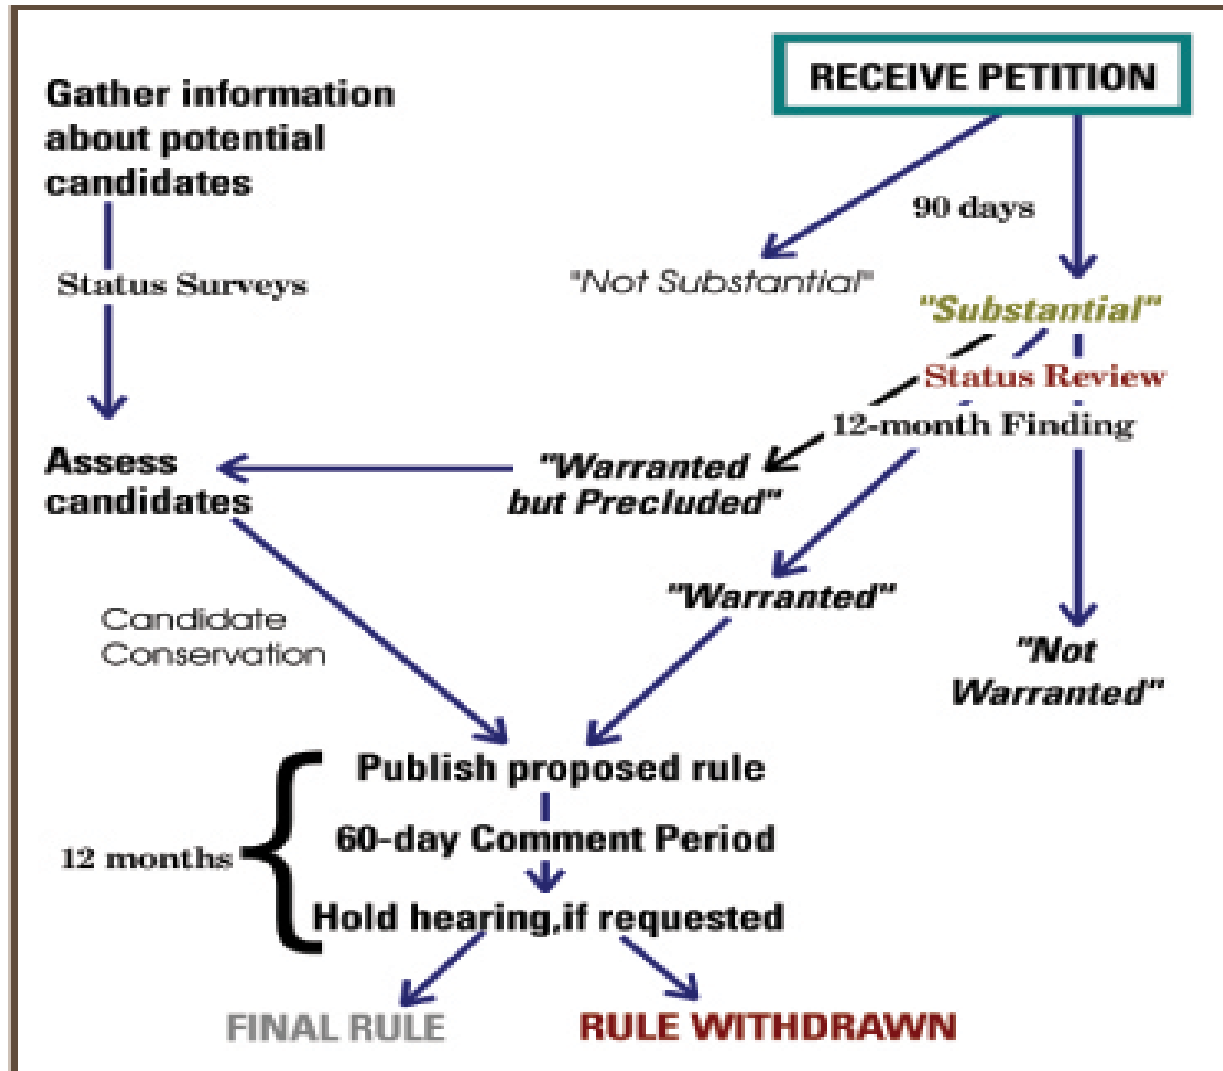 RECEIVE PETITION
Gather information
about potential
candidates
90 days
Status Surveys
"Not Substantial"
"Substantial"
Status Review
12-month Finding
Assess
candidates
"Warranted
but Precluded"
"Warranted"
Candidate
Conservation
"Not
Warranted"
Publish proposed rule
60-day Comment Period
12 months
Hold hearing,if requested
FINAL RULE
RULE WITHDRAWN